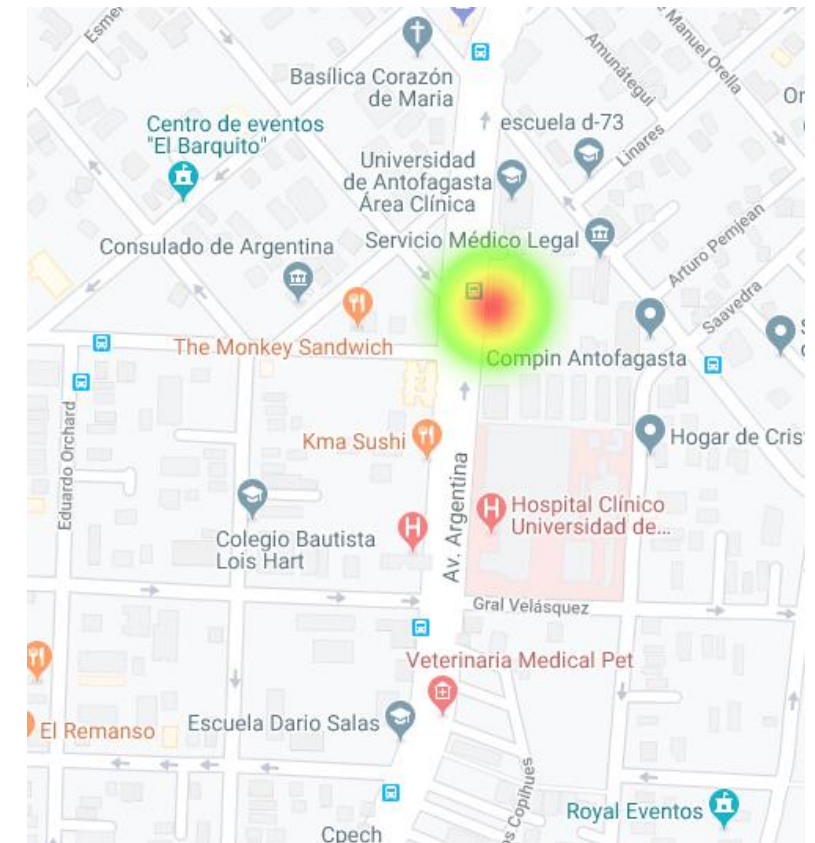 Esmer
Basílica Corazón
de Maria
Amunátegui
Manuel Orella
Centro de eventos
"El Barquito"
escuela d-73
Linares
Universidad
de Antofagasta
Área Clínica
Consulado de Argentina
Servicio Médico Legal
Arturo Pemjean
Saavedra
The Monkey Sandwich
Compin Antofagasta
Eduardo Orchard
Kma Sushi
Hogar de Cris
Av. Argentina
H
H
Hospital Clínico
Universidad de...
Colegio Bautista
Lois Hart
Gral Velásquez
Veterinaria Medical Pet
El Remanso
Escuela Dario Salas
os Copihues
Royal Eventos
Cpech